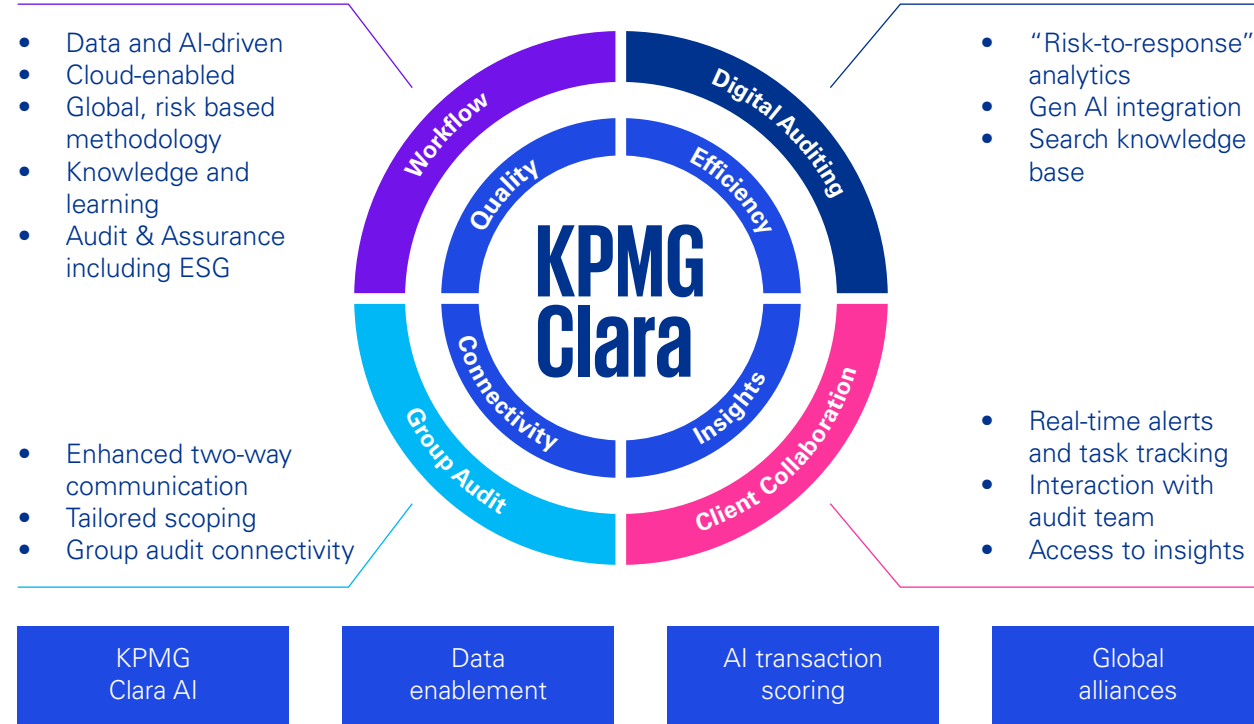 • Data and AI-driven
• Cloud-enabled
• Global, risk based
methodology
• Knowledge and
learning
• Audit & Assurance
including ESG
• “Risk-to-response”
analytics
• Gen AI integration
• Search knowledge
base
Workflow
Digital Auditing
Quality
Efficiency
KPMG
Clara
Connectivity
Insights
Group Audit
Client Collaboration
• Enhanced two-way
communication
• Tailored scoping
• Group audit connectivity
• Real-time alerts
and task tracking
• Interaction with
audit team
• Access to insights
KPMG
Clara AI
Data
enablement
AI transaction
scoring
Global
alliances